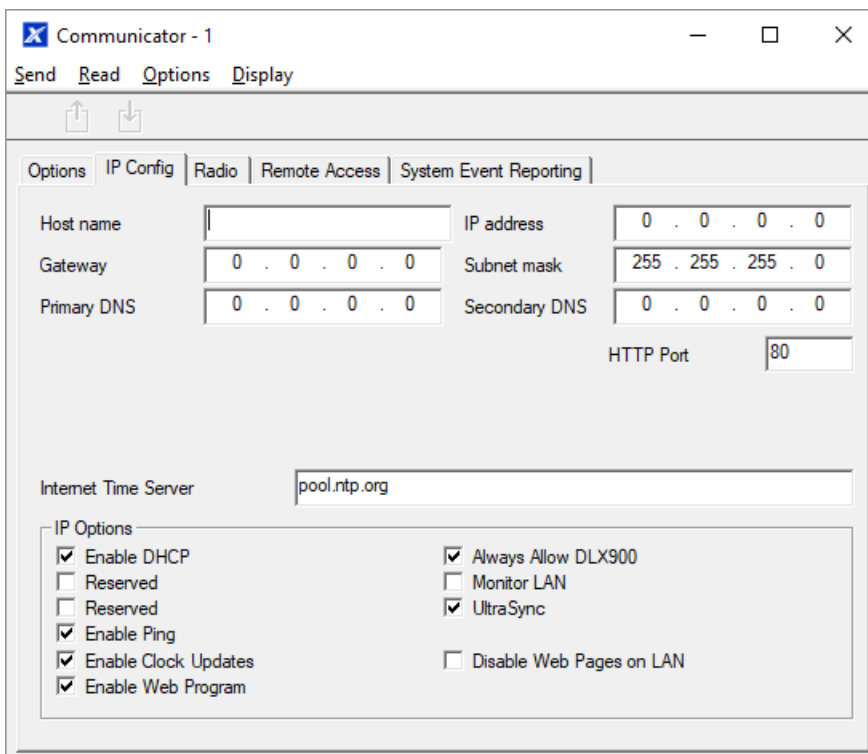 Communicator - 1
Send Read Options Display
Options IP Config Radio Remote Access System Event Reporting
Host name IP address 0 . 0 . 0 . 0
Gateway 0 . 0 . 0 . 0 Subnet mask 255 . 255 . 255 . 0
Primary DNS 0 . 0 . 0 . 0 Secondary DNS 0 . 0 . 0 . 0
HTTP Port 80
Internet Time Server pool.ntp.org
IP Options
Enable DHCP Always Allow DLX900
Reserved Monitor LAN
Reserved UltraSync
Enable Ping
Enable Clock Updates Disable Web Pages on LAN
Enable Web Program